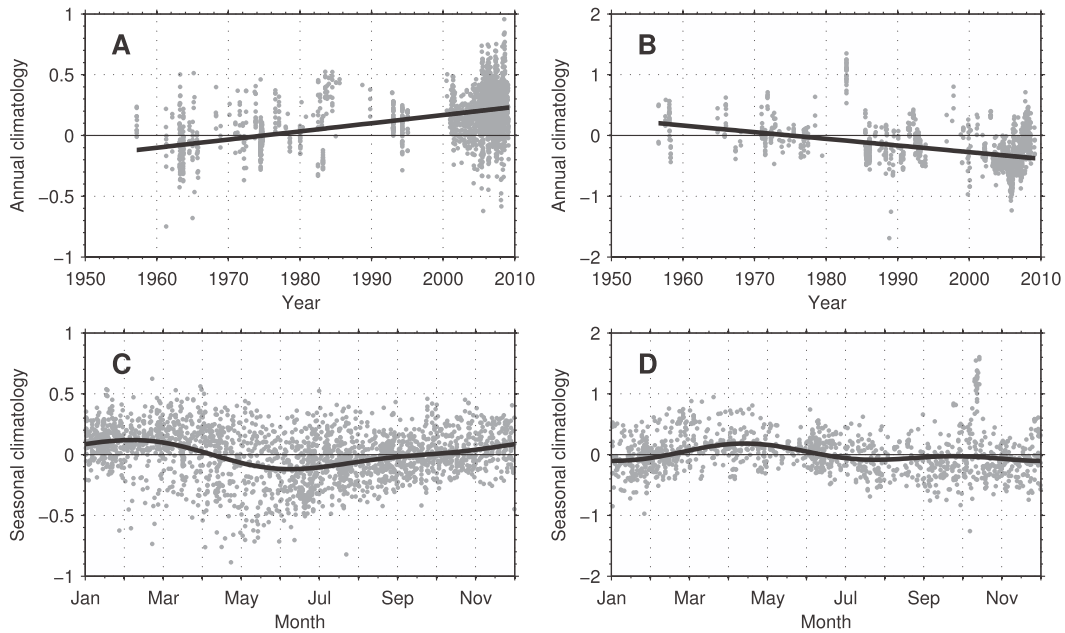 A
Annual climatology
1
0.5
0
−0.5
−1
1950 1960 1970 1980 1990 2000 2010
Year
B
Annual climatology
2
1
0
−1
−2
1950 1960 1970 1980 1990 2000 2010
Year
C
Seasonal climatology
1
0.5
0
−0.5
−1
Jan Mar May Jul Sep Nov
Month
D
Seasonal climatology
2
1
0
−1
−2
Jan Mar May Jul Sep Nov
Month